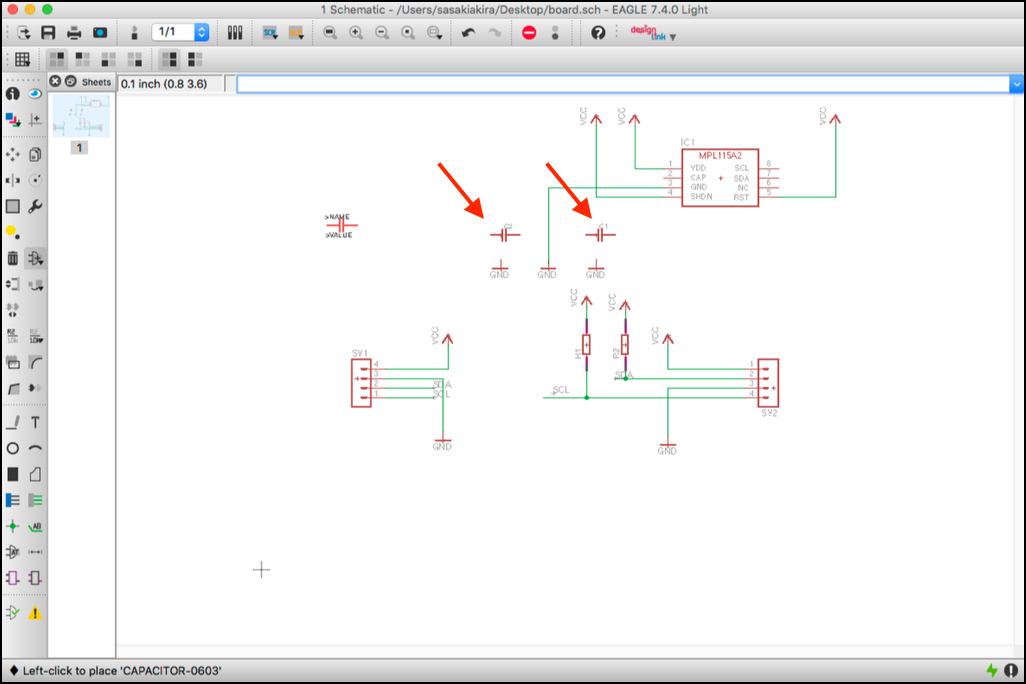 1 Schematic - /Users/sasakiakira/Desktop/board.sch - EAGLE 7.4.0 Light
1/1
SCR
ULP
design
link
Sheets
0.1 inch (0.8 3.6)
1
VCC
VCC
VCC
IC1
MPL115A2
1 VDD SCL 8
2 CAP SDA 7
3 GND NC 6
4 SHDN RST 5
>NAME
>VALUE
C2
C1
GND
GND
GND
VCC
VCC
VCC
VCC
R1
R2
SY1
4
3
2
1
SDA
SCL
SDA
SCL
1
2
3
4
SY2
GND
GND
Left-click to place 'CAPACITOR-0603'